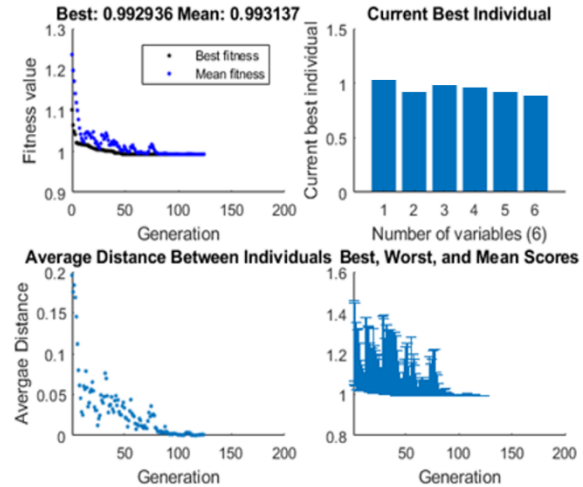 Best: 0.992936 Mean: 0.993137
1.3
1.2
1.1
1
0.9
Fitness value
Best fitness
Mean fitness
0
50
100
150
200
Generation
Current Best Individual
1.5
1
0.5
0
Current best individual
1 2 3 4 5 6
Number of variables (6)
Average Distance Between Individuals
0.2
0.15
0.1
0.05
0
Avergae Distance
50
100
150
200
Generation
Best, Worst, and Mean Scores
1.6
1.4
1.2
1
0.8
50
100
150
200
Generation